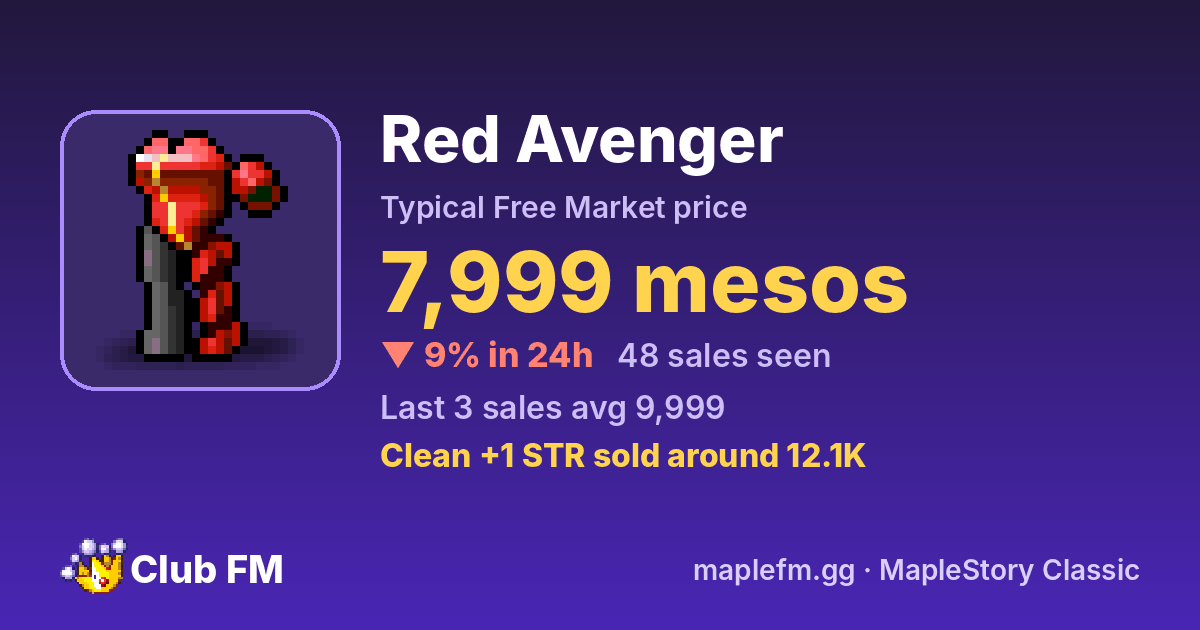 Red Avenger
Typical Free Market price
7,999 mesos
▼ 9% in 24h 48 sales seen
Last 3 sales avg 9,999
Clean +1 STR sold around 12.1K
Club FM
maplefm.gg · MapleStory Classic